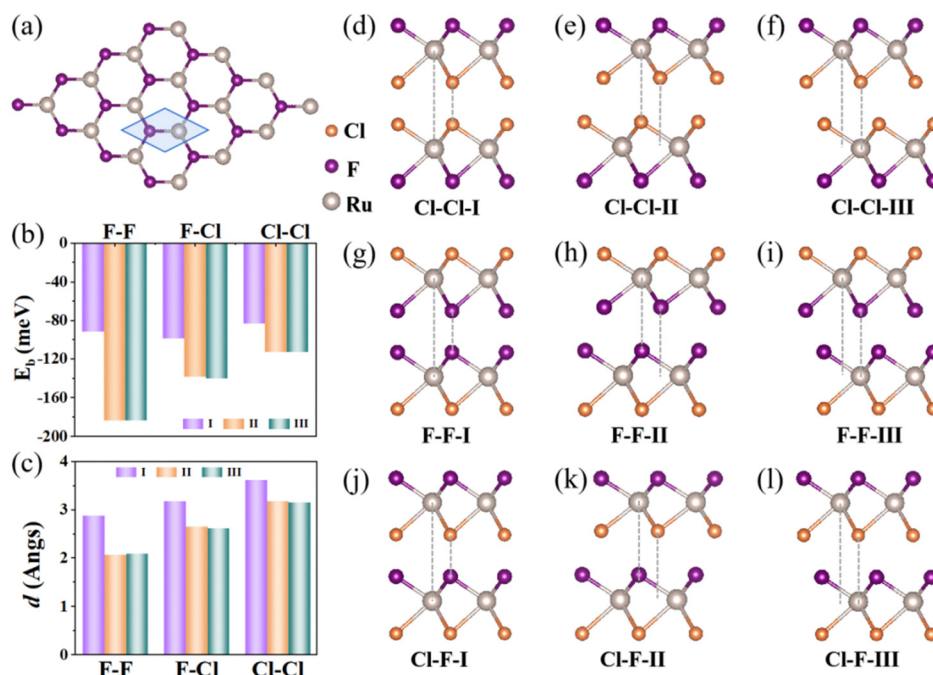 (a)
Cl
F
Ru
(b)
F-F F-Cl Cl-Cl
0
-40
-80
-120
-160
-200
E_b (meV)
I II III
(c)
4
3
2
1
0
d (Angs)
I II III
F-F F-Cl Cl-Cl
(d) (e) (f)
Cl-Cl-I Cl-Cl-II Cl-Cl-III
(g) (h) (i)
F-F-I F-F-II F-F-III
(j) (k) (l)
Cl-F-I Cl-F-II Cl-F-III